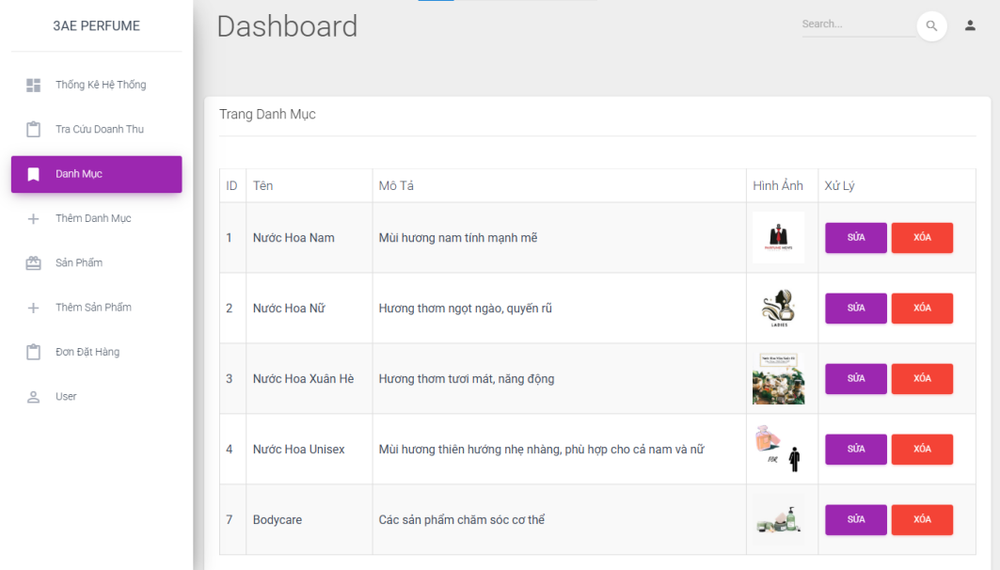 3AE PERFUME
Dashboard
Search...
Thống Kê Hệ Thống
Tra Cứu Doanh Thu
Danh Mục
Thêm Danh Mục
Sản Phẩm
Thêm Sản Phẩm
Đơn Đặt Hàng
User
Trang Danh Mục
ID Tên Mô Tả Hình Ảnh Xử Lý
1 Nước Hoa Nam Mùi hương nam tính mạnh mẽ SỬA XÓA
2 Nước Hoa Nữ Hương thơm ngọt ngào, quyến rũ LADIES SỬA XÓA
3 Nước Hoa Xuân Hè Hương thơm tươi mát, năng động SỬA XÓA
4 Nước Hoa Unisex Mùi hương thiên hướng nhẹ nhàng, phù hợp cho cả nam và nữ FOR SỬA XÓA
7 Bodycare Các sản phẩm chăm sóc cơ thể SỬA XÓA